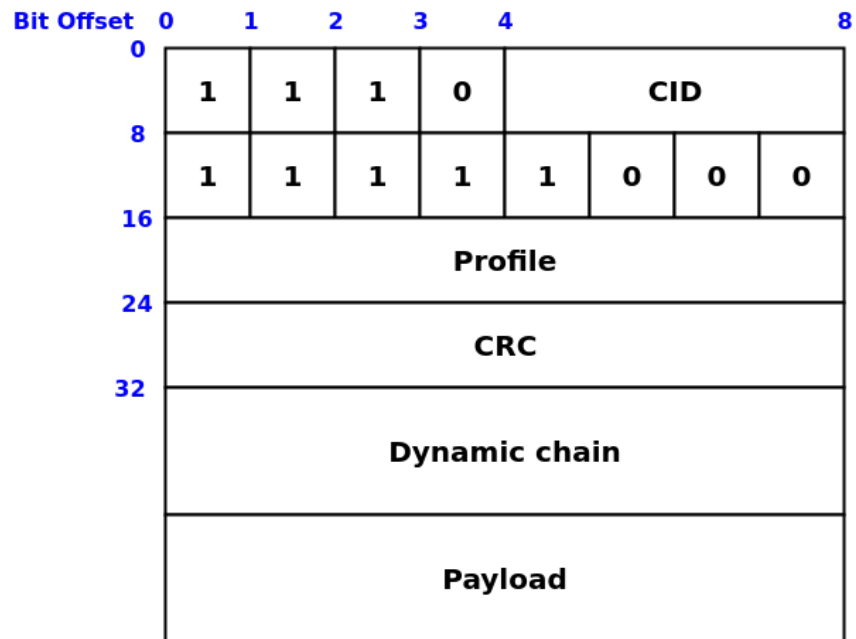 Bit Offset 0 1 2 3 4 8
0
1 1 1 0 CID
8
1 1 1 1 1 0 0 0
16
Profile
24
CRC
32
Dynamic chain
Payload